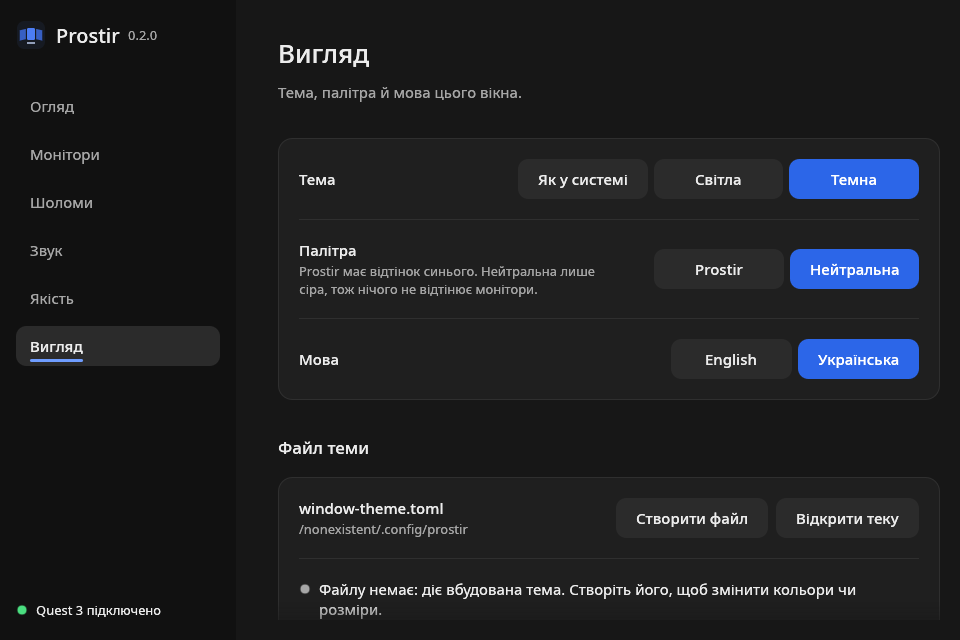 Prostir 0.2.0
Огляд
Монітори
Шоломи
Звук
Якість
Вигляд
Quest 3 підключено
Вигляд
Тема, палітра й мова цього вікна.
Тема
Як у системі
Світла
Темна
Палітра
Prostir має відтінок синього. Нейтральна лише
сіра, тож нічого не відтінює монітори.
Prostir
Нейтральна
Мова
English
Українська
Файл теми
window-theme.toml
/nonexistent/.config/prostir
Створити файл
Відкрити теку
Файлу немає: діє вбудована тема. Створіть його, щоб змінити кольори чи
розміри.